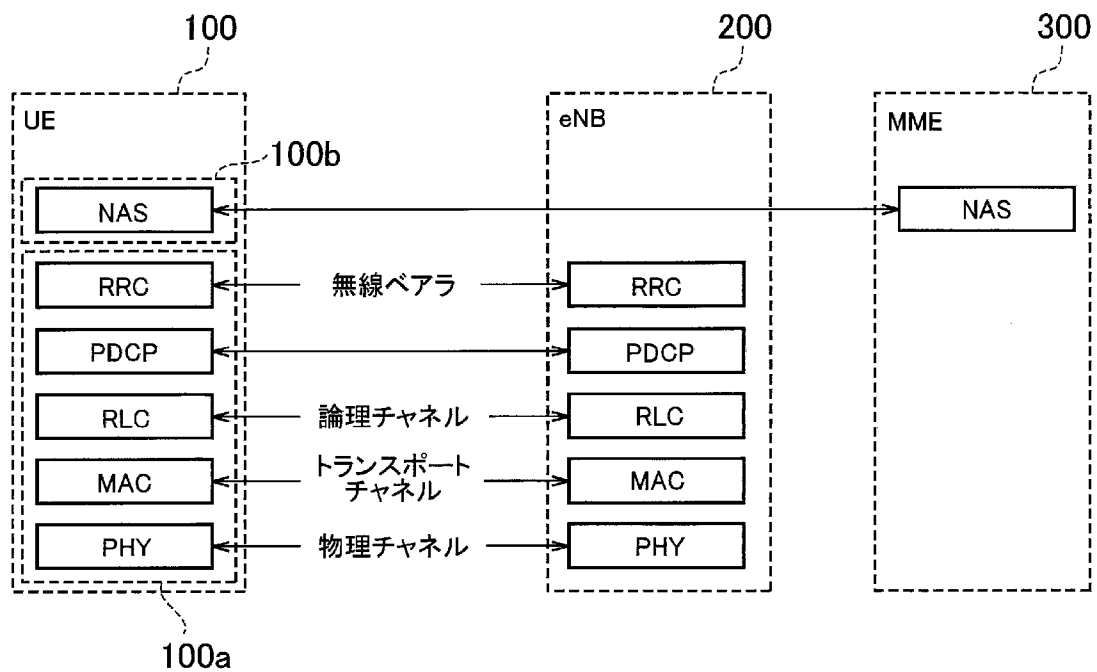 100
200
300
UE
eNB
MME
100b
NAS
NAS
RRC
無線ベアラ
RRC
PDCP
PDCP
RLC
論理チャネル
RLC
MAC
トランスポート
チャネル
MAC
PHY
物理チャネル
PHY
100a